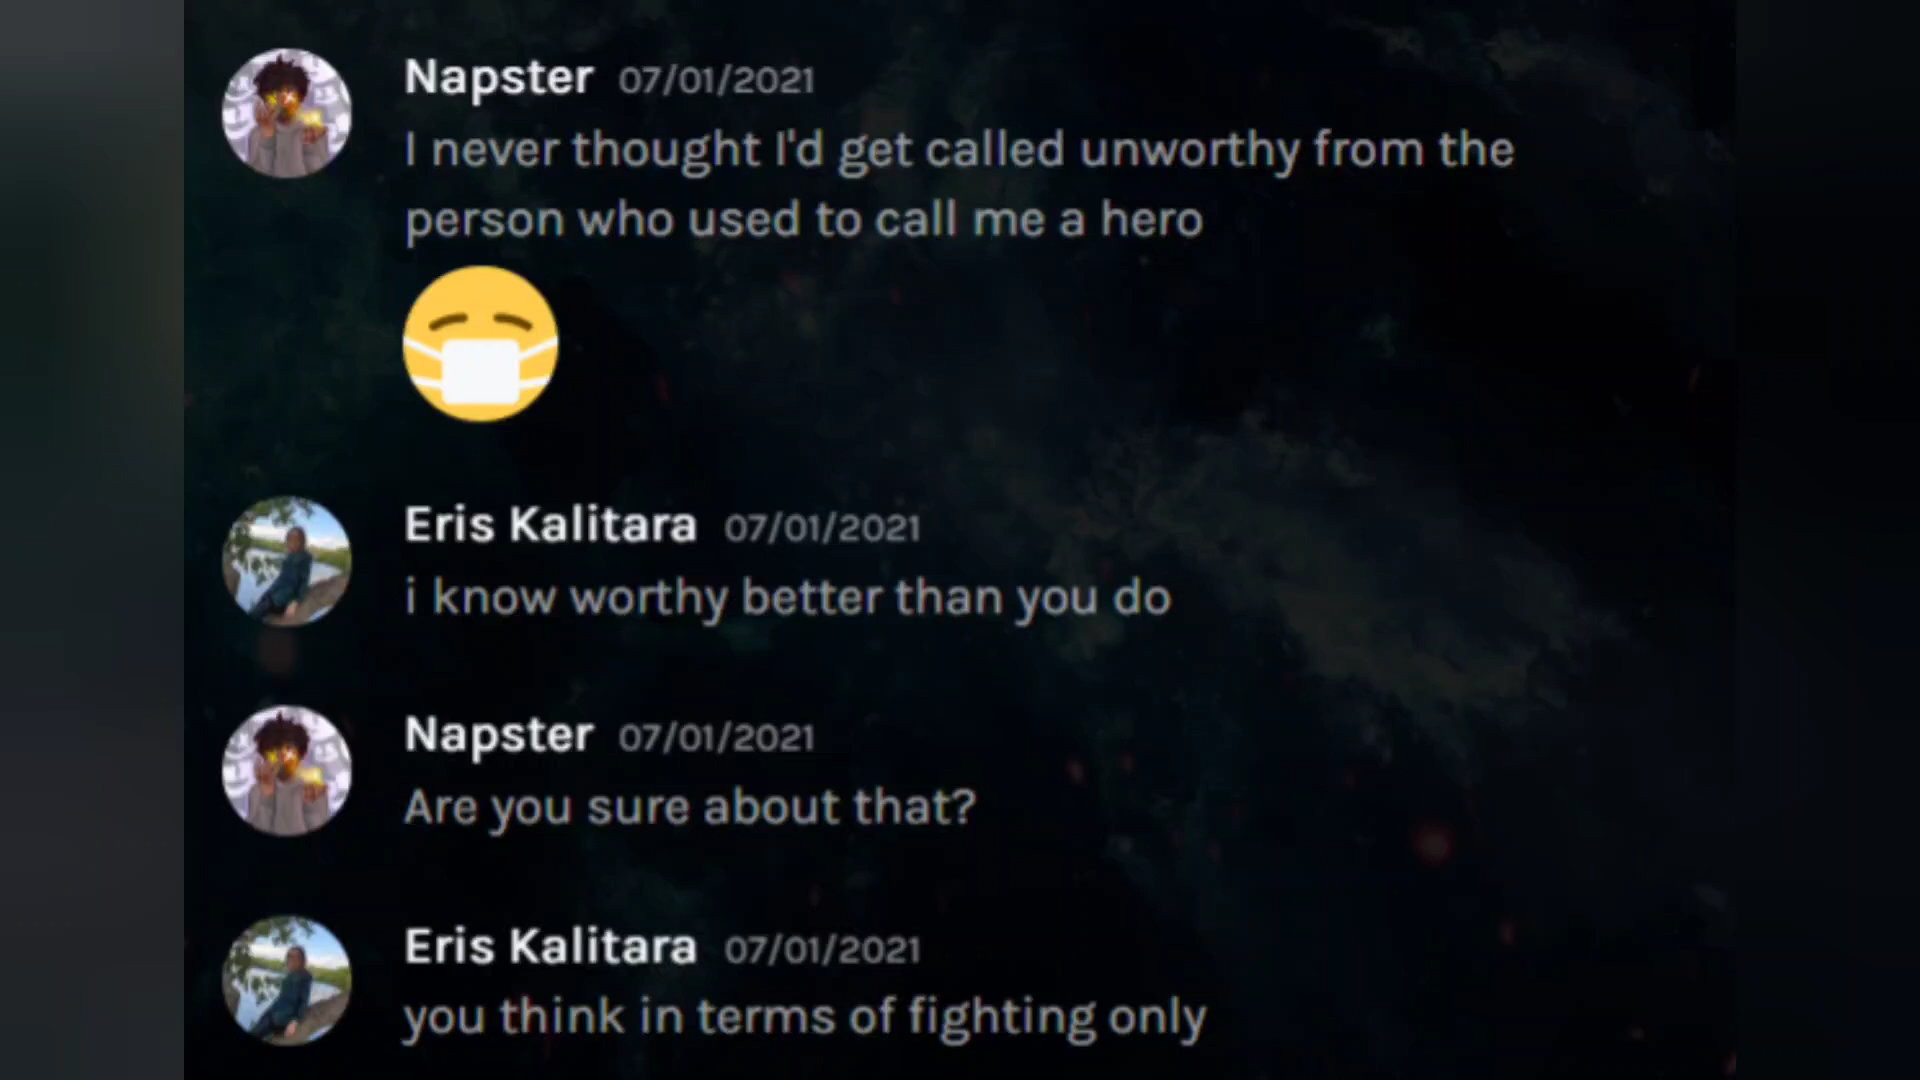 Napster 07/01/2021
I never thought I'd get called unworthy from the
person who used to call me a hero
Eris Kalitara 07/01/2021
i know worthy better than you do
Napster 07/01/2021
Are you sure about that?
Eris Kalitara 07/01/2021
you think in terms of fighting only